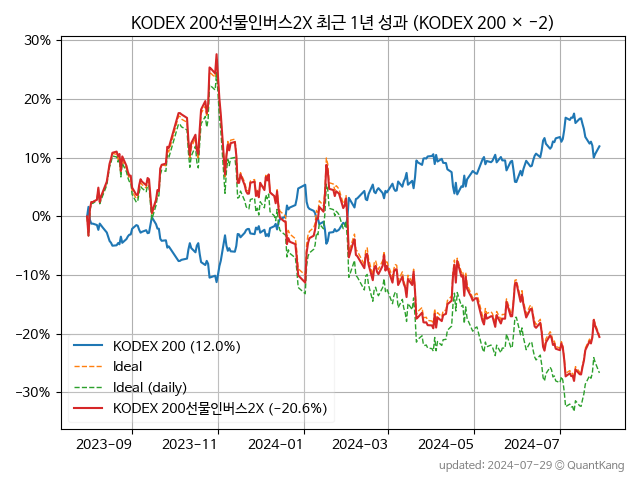 KODEX 200선물인버스2X 최근 1년 성과 (KODEX 200 × −2)
30%
20%
10%
0%
−10%
−20%
−30%
KODEX 200 (12.0%)
Ideal
Ideal (daily)
KODEX 200선물인버스2X (−20.6%)
2023-09 2023-11 2024-01 2024-03 2024-05 2024-07
updated: 2024-07-29 © QuantKang